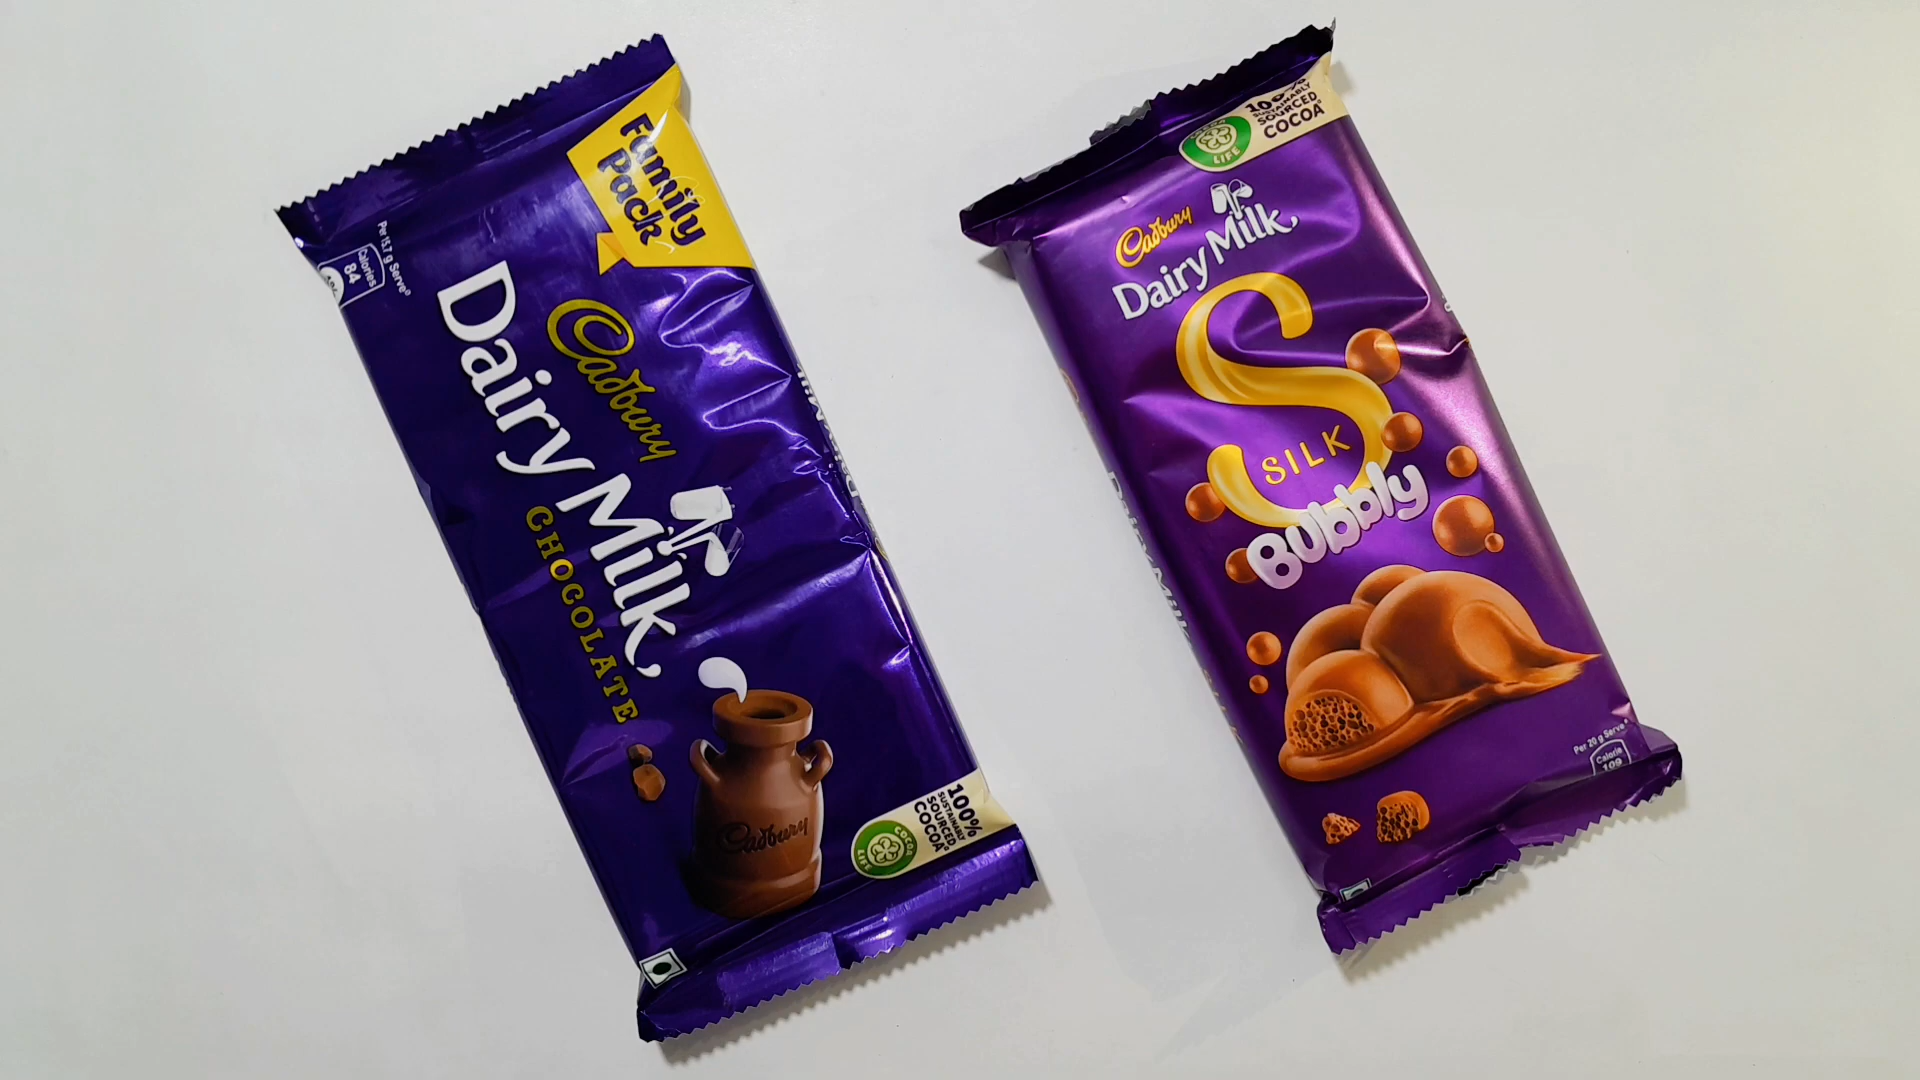 Family
Pack
Per 15.7 g Serve*
Calories
84
Cadbury
Dairy Milk
CHOCOLATE
Cadbury
100%
SUSTAINABLY
SOURCED
COCOA
COCOA
LIFE
100%
SUSTAINABLY
SOURCED
COCOA
COCOA
LIFE
Cadbury
Dairy Milk
S
SILK
Bubbly
Per 20 g Serve*
Calorie
109